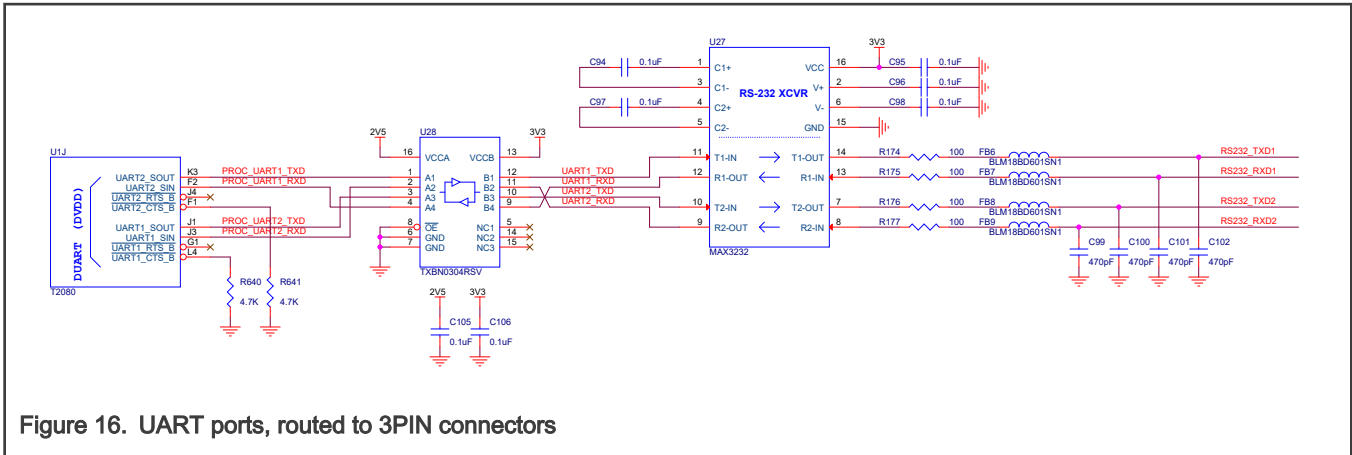 U27
3V3
C94 0.1uF
1 C1+
VCC 16
C95 0.1uF
3 C1-
V+ 2
C96 0.1uF
RS-232 XCVR
C97 0.1uF
4 C2+
V- 6
C98 0.1uF
5 C2-
GND 15
2V5
U28
3V3
16 VCCA
VCCB 13
11 T1-IN
T1-OUT 14
R174 100 FB6
BLM18BD601SN1
RS232_TXD1
U1J
UART2_SOUT K3 PROC_UART1_TXD
1 A1
B1 12
UART1_TXD
12 R1-OUT
R1-IN 13
R175 100 FB7
BLM18BD601SN1
RS232_RXD1
UART2_SIN F2 PROC_UART1_RXD
2 A2
B2 11
UART1_RXD
UART2_RTS_B J4
3 A3
B3 10
UART2_TXD
10 T2-IN
T2-OUT 7
R176 100 FB8
BLM18BD601SN1
RS232_TXD2
UART2_CTS_B F1
4 A4
B4 9
UART2_RXD
DUART (DVDD)
UART1_SOUT J1 PROC_UART2_TXD
8 OE
NC1 5
9 R2-OUT
R2-IN 8
R177 100 FB9
BLM18BD601SN1
RS232_RXD2
UART1_SIN J3 PROC_UART2_RXD
6 GND
NC2 14
UART1_RTS_B G1
7 GND
NC3 15
UART1_CTS_B L4
MAX3232
C99 C100 C101 C102
470pF 470pF 470pF 470pF
TXBN0304RSV
T2080
R640 R641
4.7K 4.7K
2V5 3V3
C105 C106
0.1uF 0.1uF
Figure 16. UART ports, routed to 3PIN connectors